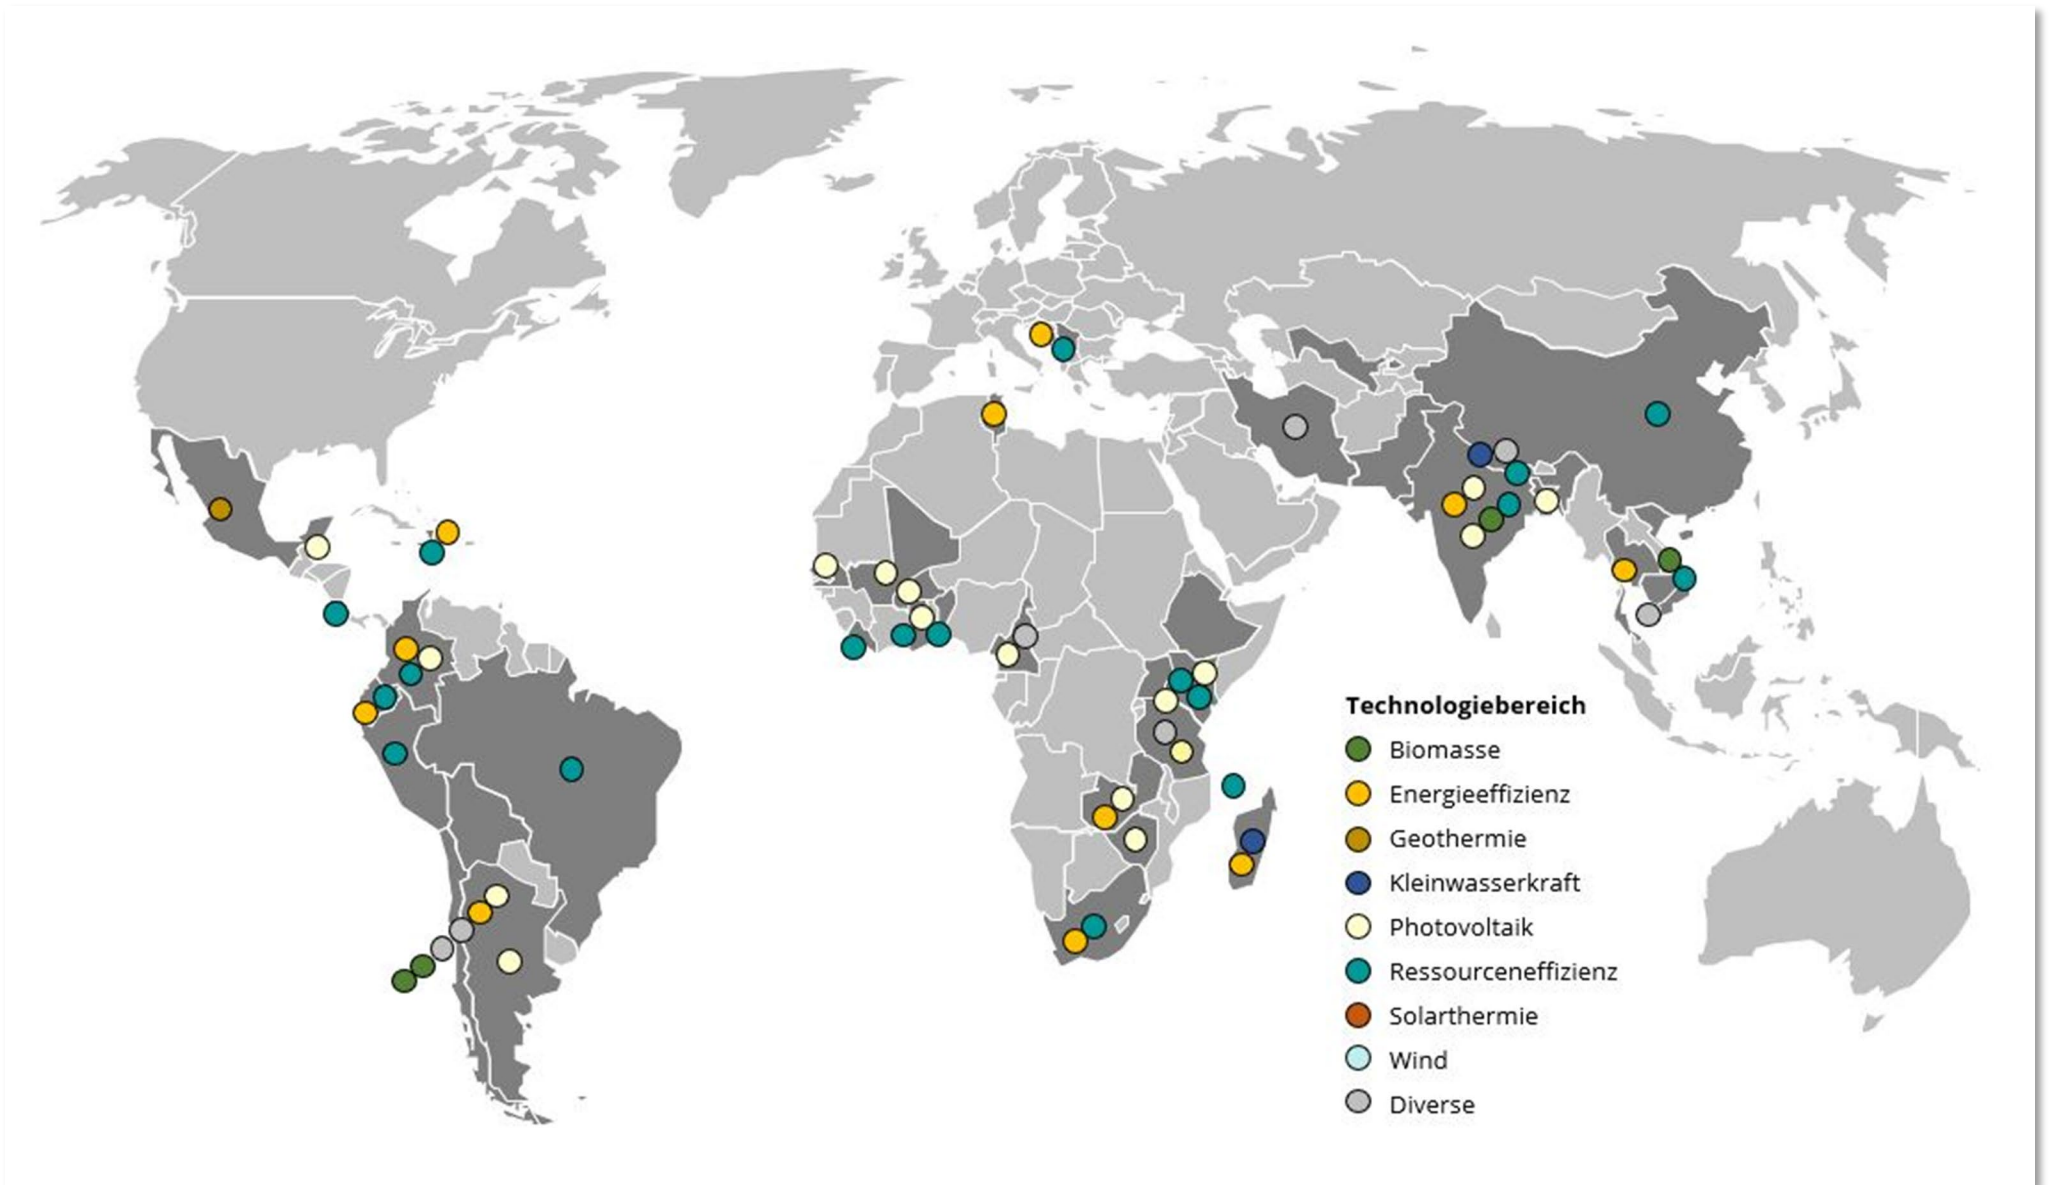 Technologiebereich
Biomasse
Energieeffizienz
Geothermie
Kleinwasserkraft
Photovoltaik
Ressourceneffizienz
Solarthermie
Wind
Diverse